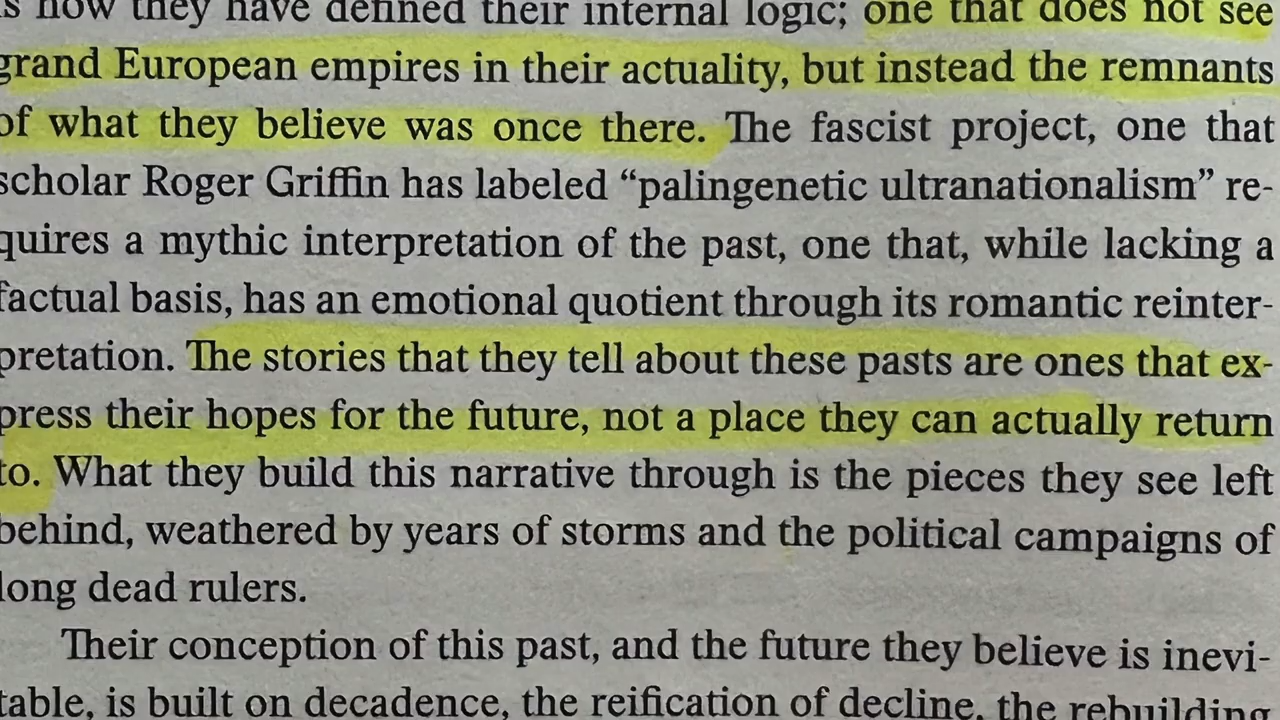 is how they have defined their internal logic; one that does not see
grand European empires in their actuality, but instead the remnants
of what they believe was once there. The fascist project, one that
scholar Roger Griffin has labeled “palingenetic ultranationalism” re-
quires a mythic interpretation of the past, one that, while lacking a
factual basis, has an emotional quotient through its romantic reinter-
pretation. The stories that they tell about these pasts are ones that ex-
press their hopes for the future, not a place they can actually return
to. What they build this narrative through is the pieces they see left
behind, weathered by years of storms and the political campaigns of
long dead rulers.
Their conception of this past, and the future they believe is inevi-
table, is built on decadence, the reification of decline, the rebuilding